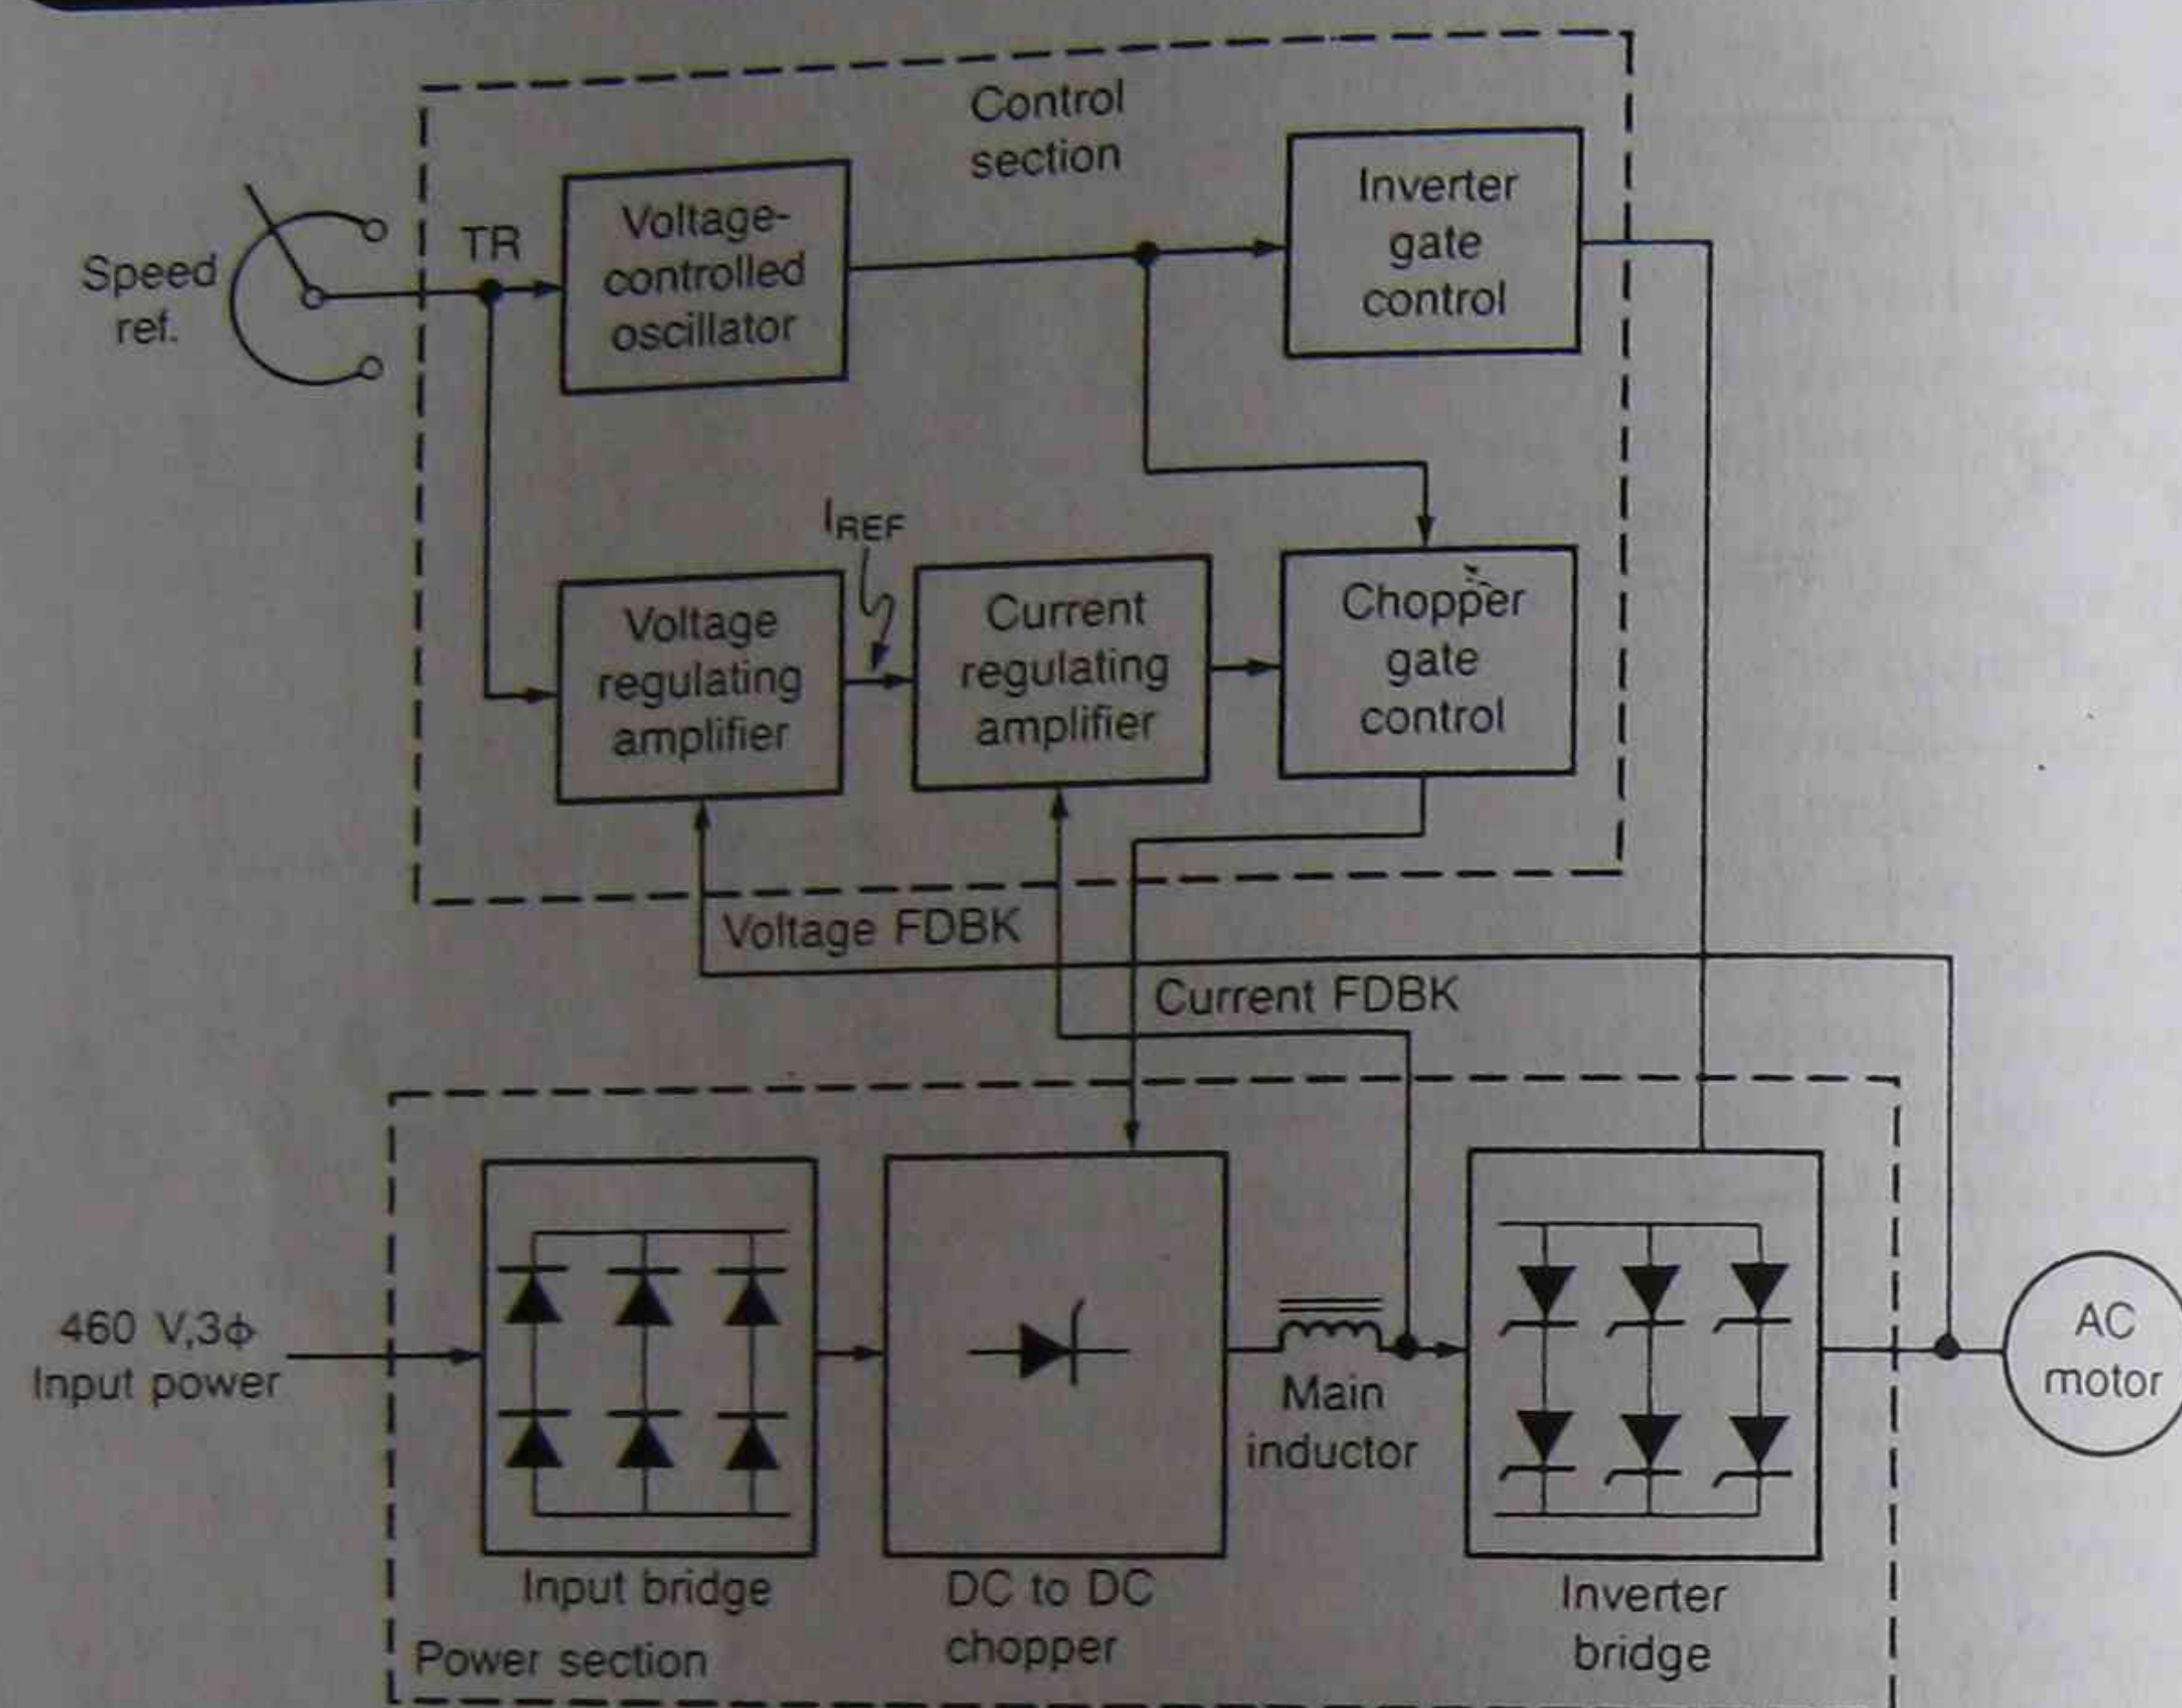 Control
section
Speed
ref.
TR
Voltage-
controlled
oscillator
Inverter
gate
control
IREF
Voltage
regulating
amplifier
Current
regulating
amplifier
Chopper
gate
control
Voltage FDBK
Current FDBK
460 V,3ϕ
Input power
Main
inductor
AC
motor
Input bridge
DC to DC
chopper
Inverter
bridge
Power section